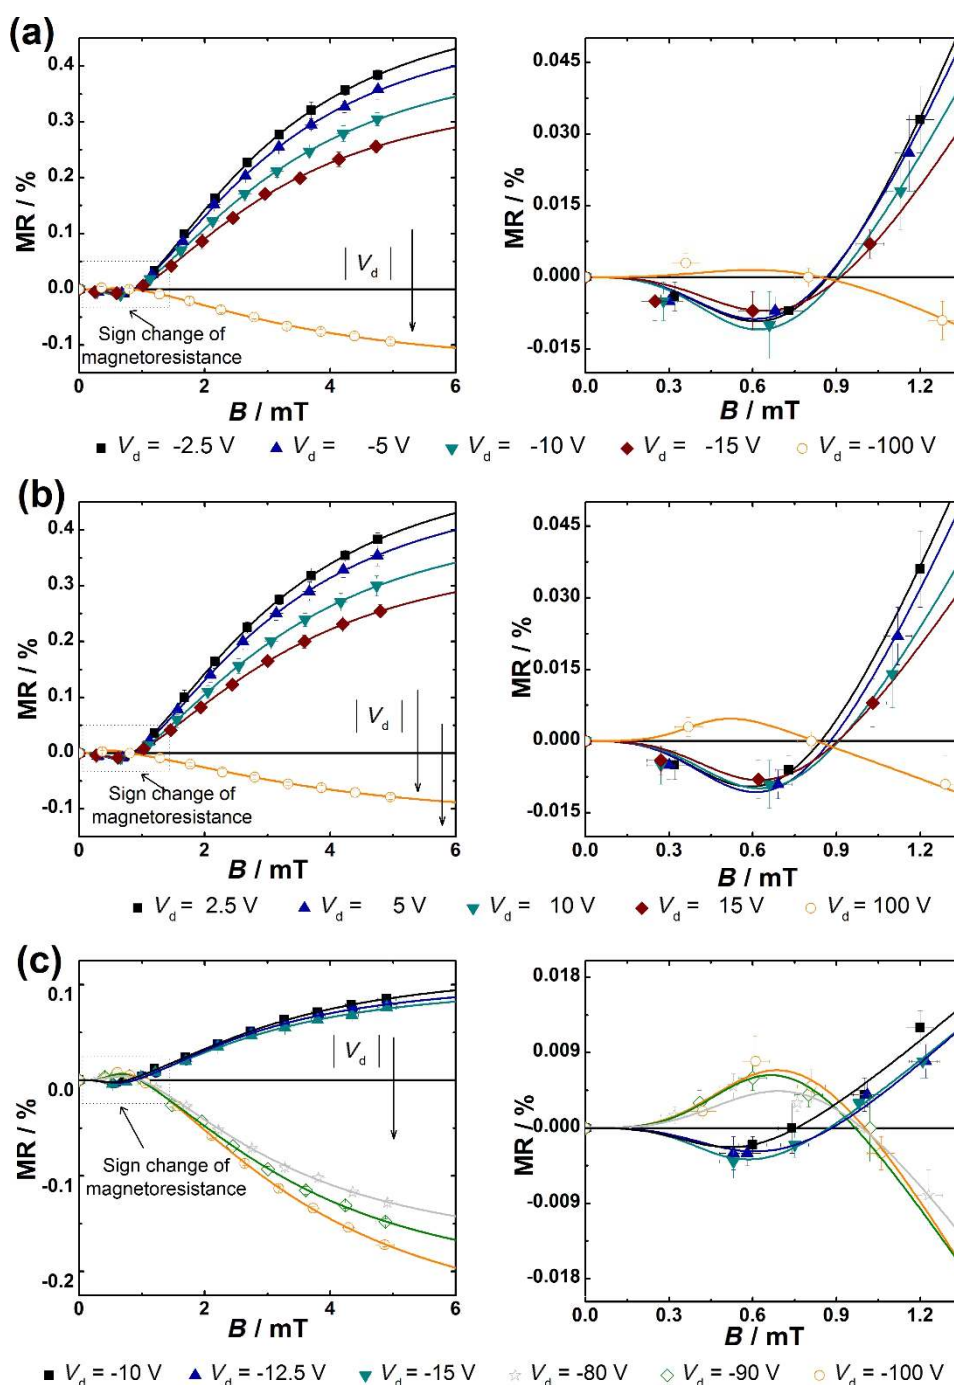 (a)
0.4
0.3
0.2
0.1
0.0
-0.1
MR / %
| Vd |
Sign change of
magnetoresistance
0 2 4 6
B / mT
0.045
0.030
0.015
0.000
-0.015
MR / %
0.0 0.3 0.6 0.9 1.2
B / mT
Vd = -2.5 V Vd = -5 V Vd = -10 V Vd = -15 V Vd = -100 V
(b)
0.4
0.3
0.2
0.1
0.0
-0.1
MR / %
| Vd |
Sign change of
magnetoresistance
0 2 4 6
B / mT
0.045
0.030
0.015
0.000
-0.015
MR / %
0.0 0.3 0.6 0.9 1.2
B / mT
Vd = 2.5 V Vd = 5 V Vd = 10 V Vd = 15 V Vd = 100 V
(c)
0.1
0.0
-0.1
-0.2
MR / %
| Vd |
Sign change of
magnetoresistance
0 2 4 6
B / mT
0.018
0.009
-0.000
-0.009
-0.018
MR / %
0.0 0.3 0.6 0.9 1.2
B / mT
Vd = -10 V Vd = -12.5 V Vd = -15 V Vd = -80 V Vd = -90 V Vd = -100 V